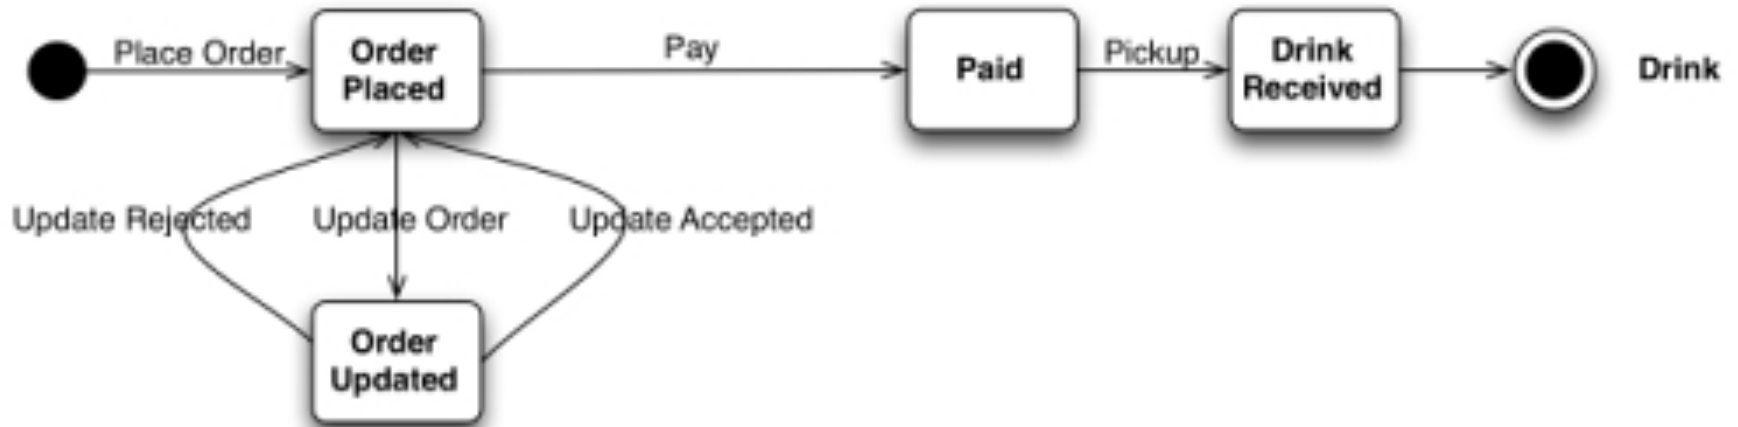 Place Order
Order
Placed
Pay
Paid
Pickup
Drink
Received
Drink
Update Rejected
Update Order
Update Accepted
Order
Updated